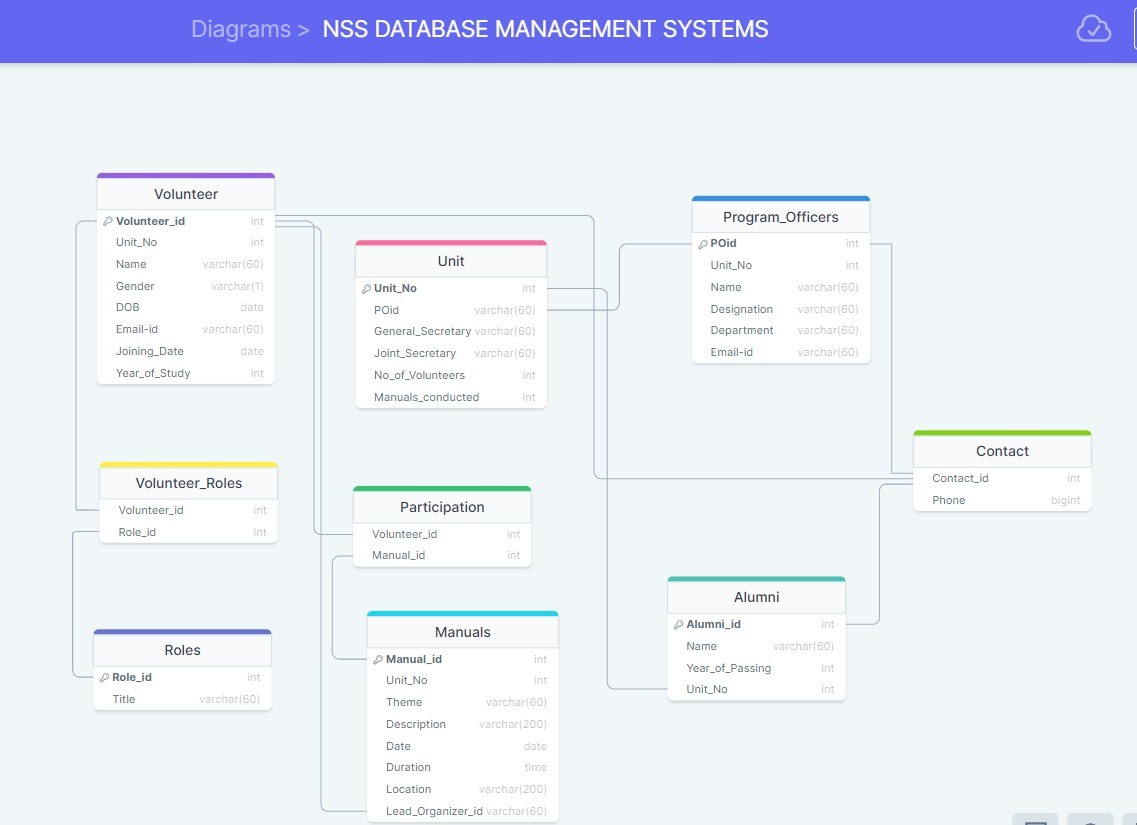 Diagrams > NSS DATABASE MANAGEMENT SYSTEMS
Volunteer
Volunteer_id int
Unit_No int
Name varchar(60)
Gender varchar(1)
DOB date
Email-id varchar(60)
Joining_Date date
Year_of_Study int
Unit
Unit_No int
POid varchar(60)
General_Secretary varchar(60)
Joint_Secretary varchar(60)
No_of_Volunteers int
Manuals_conducted int
Program_Officers
POid int
Unit_No int
Name varchar(60)
Designation varchar(60)
Department varchar(60)
Email-id varchar(60)
Contact
Contact_id int
Phone bigint
Volunteer_Roles
Volunteer_id int
Role_id int
Participation
Volunteer_id int
Manual_id int
Alumni
Alumni_id int
Name varchar(60)
Year_of_Passing int
Unit_No int
Roles
Role_id int
Title varchar(60)
Manuals
Manual_id int
Unit_No int
Theme varchar(60)
Description varchar(200)
Date date
Duration time
Location varchar(200)
Lead_Organizer_id varchar(60)